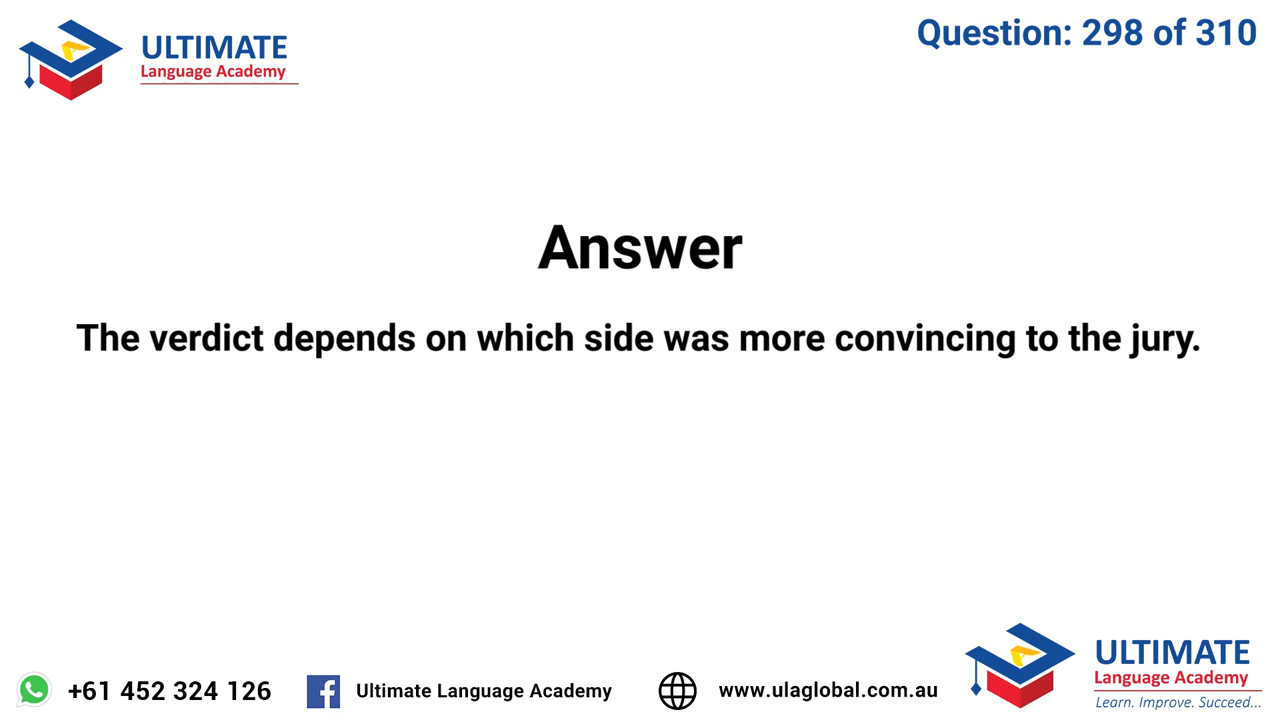 ULTIMATE
Language Academy
Question: 298 of 310
Answer
The verdict depends on which side was more convincing to the jury.
+61 452 324 126
Ultimate Language Academy
www.ulaglobal.com.au
ULTIMATE
Language Academy
Learn. Improve. Succeed...